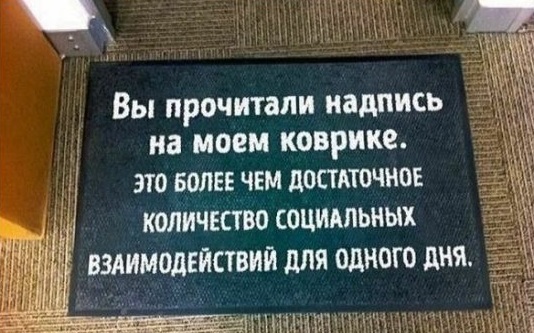 Вы прочитали надпись
на моем коврике.
это более чем достаточное
количество социальных
взаимодействий для одного дня.